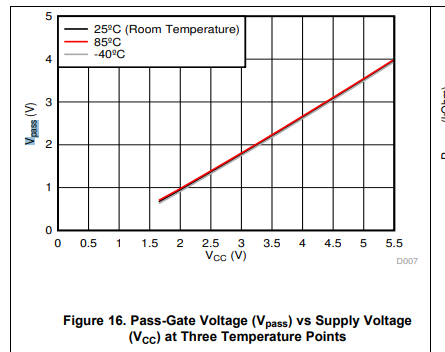 5
25ºC (Room Temperature)
85ºC
-40ºC
4
3
2
1
0
Vpass (V)
0 0.5 1 1.5 2 2.5 3 3.5 4 4.5 5 5.5
VCC (V)
D007
Figure 16. Pass-Gate Voltage (Vpass) vs Supply Voltage
(VCC) at Three Temperature Points